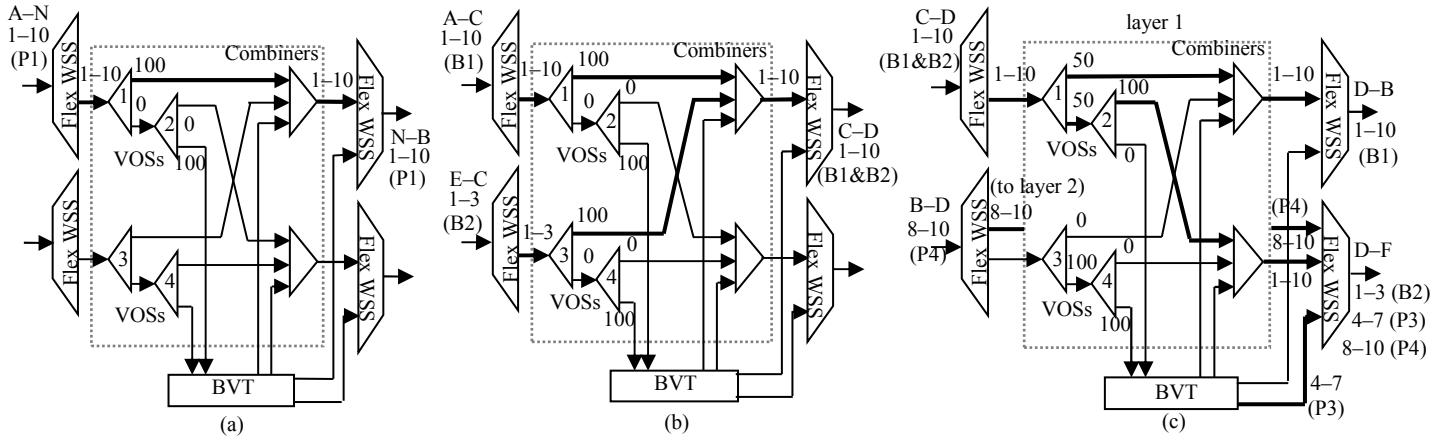 A–N
1–10
(P1)
Flex WSS
1–10
1
100
0
2
0
0
100
VOSs
Combiners
1–10
Flex WSS
N–B
1–10
(P1)
Flex WSS
3
4
VOSs
Flex WSS
BVT
(a)
A–C
1–10
(B1)
Flex WSS
1–10
1
100
0
2
0
100
VOSs
Combiners
1–10
Flex WSS
C–D
1–10
(B1&B2)
E–C
1–3
(B2)
Flex WSS
1–3
3
100
0
4
0
100
VOSs
Flex WSS
BVT
(b)
C–D
1–10
(B1&B2)
Flex WSS
1–10
layer 1
1
50
50
2
100
0
VOSs
Combiners
1–10
Flex WSS
D–B
1–10
(B1)
B–D
8–10
(P4)
Flex WSS
(to layer 2)
8–10
3
0
100
4
0
100
VOSs
(P4)
8–10
1–10
Flex WSS
D–F
1–3 (B2)
4–7 (P3)
8–10 (P4)
BVT
4–7
(P3)
(c)